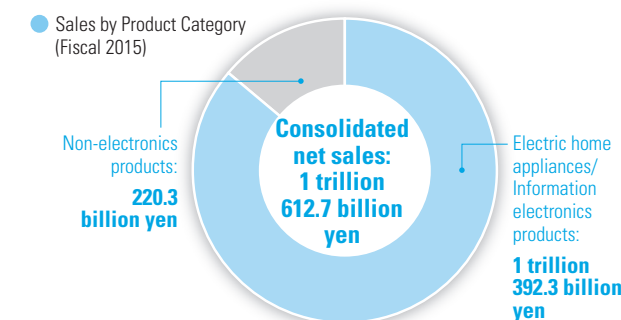 Sales by Product Category
(Fiscal 2015)
Non-electronics
products:
220.3
billion yen
Consolidated
net sales:
1 trillion
612.7 billion
yen
Electric home
appliances/
Information
electronics
products:
1 trillion
392.3 billion
yen